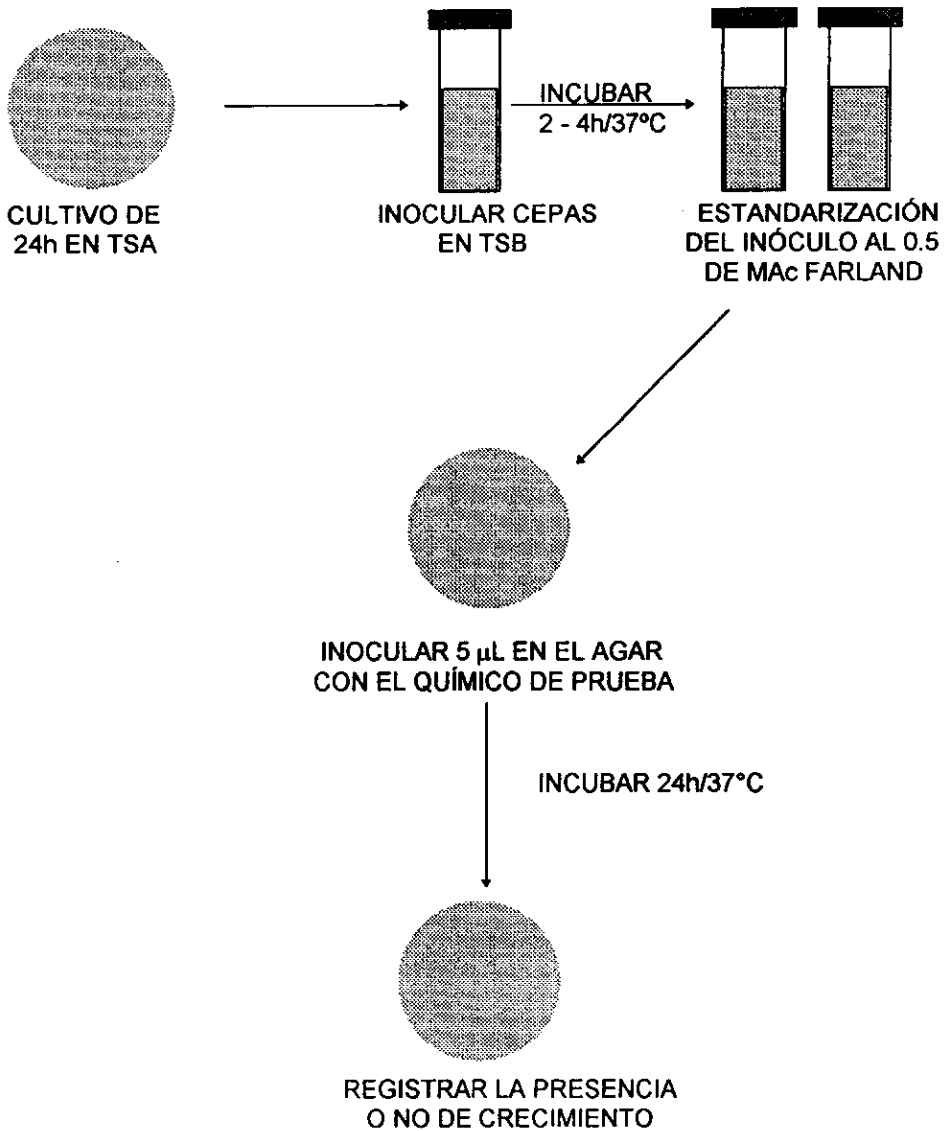 CULTIVO DE
24h EN TSA
INOCULAR CEPAS
EN TSB
INCUBAR
2 - 4h/37ºC
ESTANDARIZACIÓN
DEL INÓCULO AL 0.5
DE MAc FARLAND
INOCULAR 5 µL EN EL AGAR
CON EL QUÍMICO DE PRUEBA
INCUBAR 24h/37°C
REGISTRAR LA PRESENCIA
O NO DE CRECIMIENTO